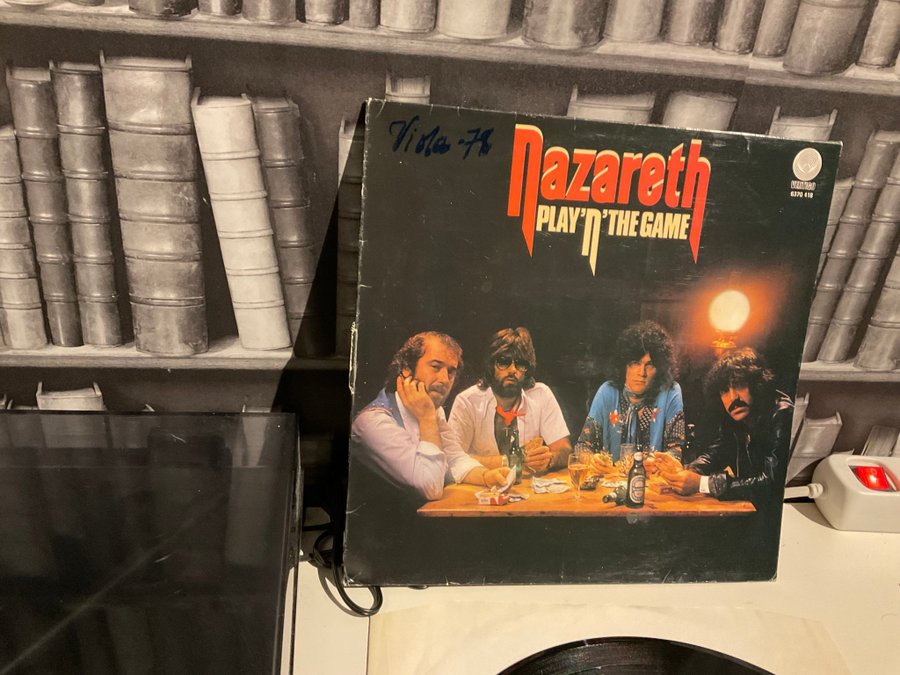 Viola -78
Nazareth
PLAY 'N' THE GAME
VERTIGO
6370 418